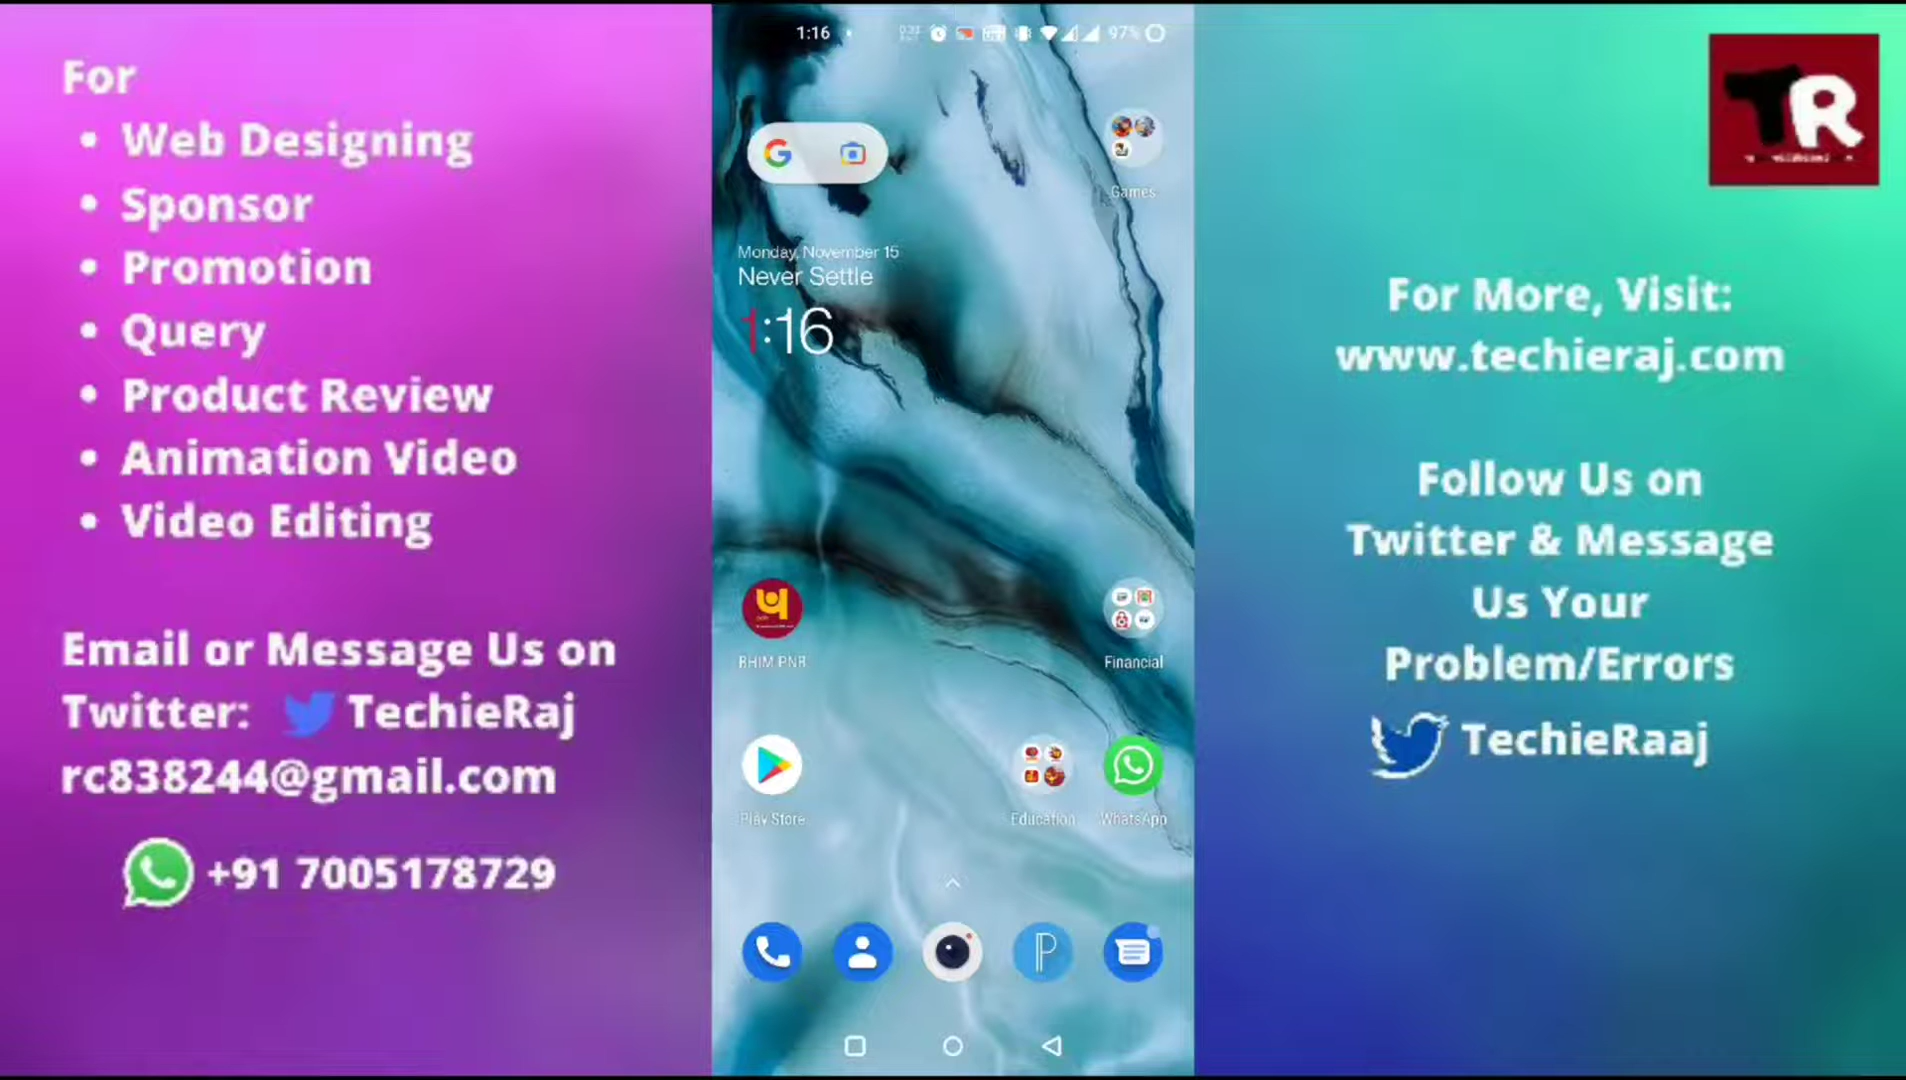 For
• Web Designing
• Sponsor
• Promotion
• Query
• Product Review
• Animation Video
• Video Editing
Email or Message Us on
Twitter: TechieRaj
rc838244@gmail.com
+91 7005178729
1:16
97%
Games
Monday, November 15
Never Settle
1:16
BHIM PNB
Financial
Play Store
Education
WhatsApp
TR
For More, Visit:
www.techieraj.com
Follow Us on
Twitter & Message
Us Your
Problem/Errors
TechieRaaj